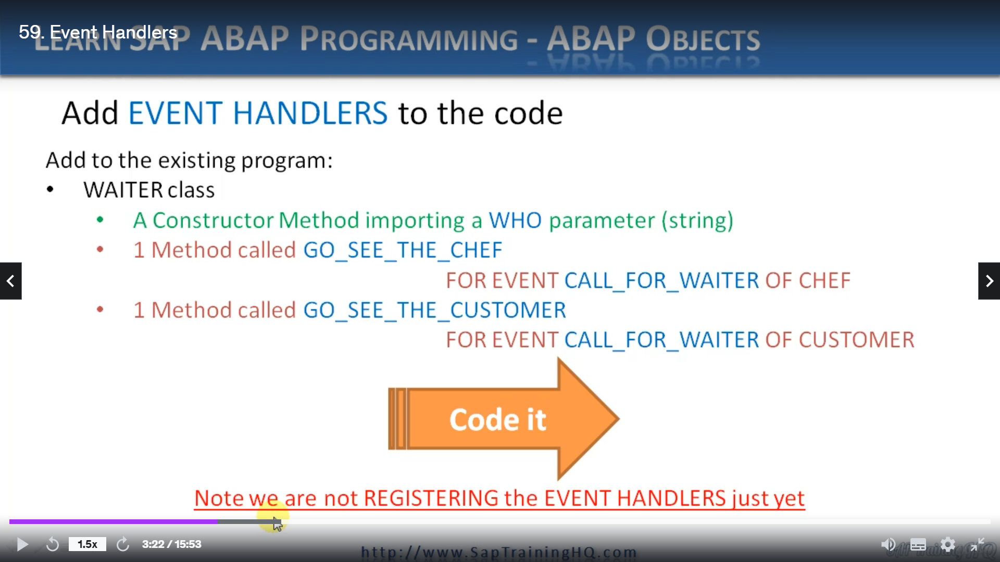 59. Event Handlers
LEARN SAP ABAP PROGRAMMING - ABAP OBJECTS
Add EVENT HANDLERS to the code
Add to the existing program:
• WAITER class
• A Constructor Method importing a WHO parameter (string)
• 1 Method called GO_SEE_THE_CHEF
FOR EVENT CALL_FOR_WAITER OF CHEF
• 1 Method called GO_SEE_THE_CUSTOMER
FOR EVENT CALL_FOR_WAITER OF CUSTOMER
Code it
Note we are not REGISTERING the EVENT HANDLERS just yet
1.5x
3:22 / 15:53
http://www.SapTrainingHQ.com